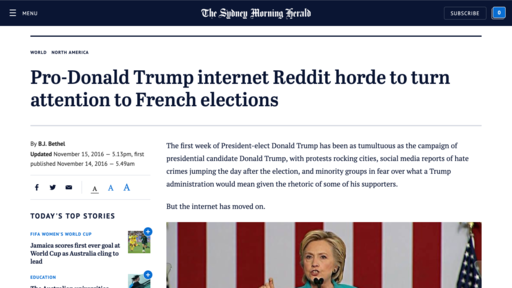 MENU
The Sydney Morning Herald
SUBSCRIBE
0
WORLD NORTH AMERICA
Pro-Donald Trump internet Reddit horde to turn
attention to French elections
By B.J. Bethel
Updated November 15, 2016 — 5.13pm, first
published November 14, 2016 — 5.49am
A A A
The first week of President-elect Donald Trump has been as tumultuous as the campaign of
presidential candidate Donald Trump, with protests rocking cities, social media reports of hate
crimes jumping the day after the election, and minority groups in fear over what a Trump
administration would mean given the rhetoric of some of his supporters.
But the internet has moved on.
TODAY'S TOP STORIES
FIFA WOMEN'S WORLD CUP
Jamaica scores first ever goal at
World Cup as Australia cling to
lead
EDUCATION
The Australian universities